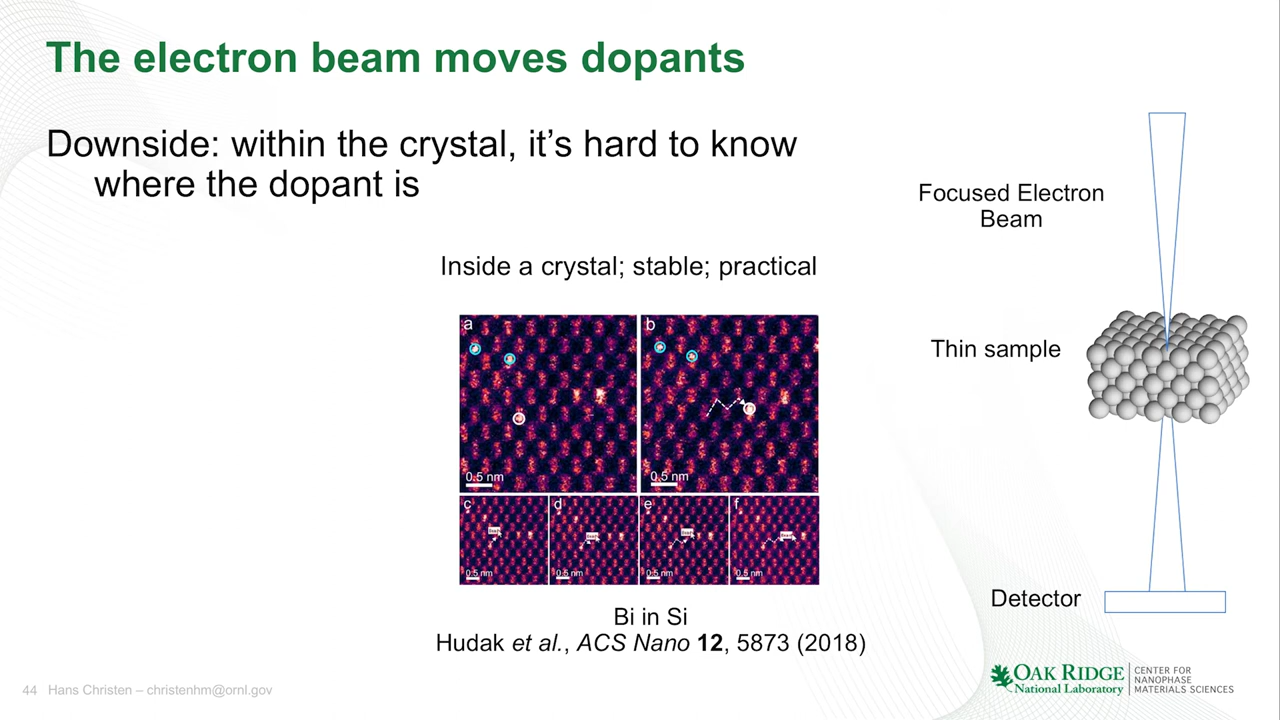 The electron beam moves dopants
Downside: within the crystal, it’s hard to know
where the dopant is
Inside a crystal; stable; practical
a
b
0.5 nm
0.5 nm
c
d
e
f
0.5 nm
0.5 nm
0.5 nm
0.5 nm
Bi in Si
Hudak et al., ACS Nano 12, 5873 (2018)
Focused Electron
Beam
Thin sample
Detector
44 Hans Christen – christenhm@ornl.gov
OAK RIDGE
National Laboratory
CENTER FOR
NANOPHASE
MATERIALS SCIENCES